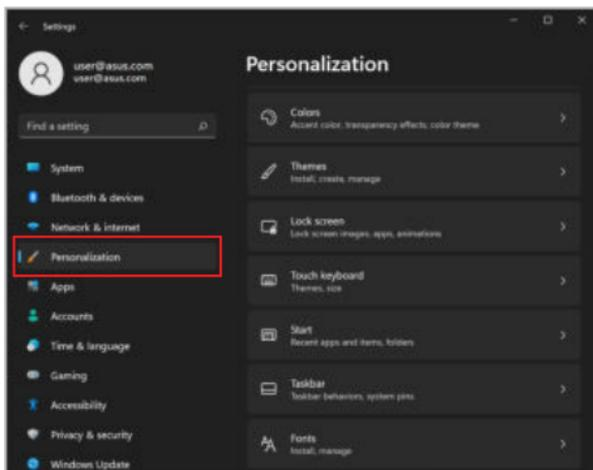 Settings
user@asus.com
user@asus.com
Find a setting
System
Bluetooth & devices
Network & internet
Personalization
Apps
Accounts
Time & language
Gaming
Accessibility
Privacy & security
Windows Update
Personalization
Colors
Accent color, transparency effects, color theme
Themes
Install, create, manage
Lock screen
Lock screen images, apps, animations
Touch keyboard
Themes, size
Start
Recent apps and items, folders
Taskbar
Taskbar behaviors, system pins
Fonts
Install, manage